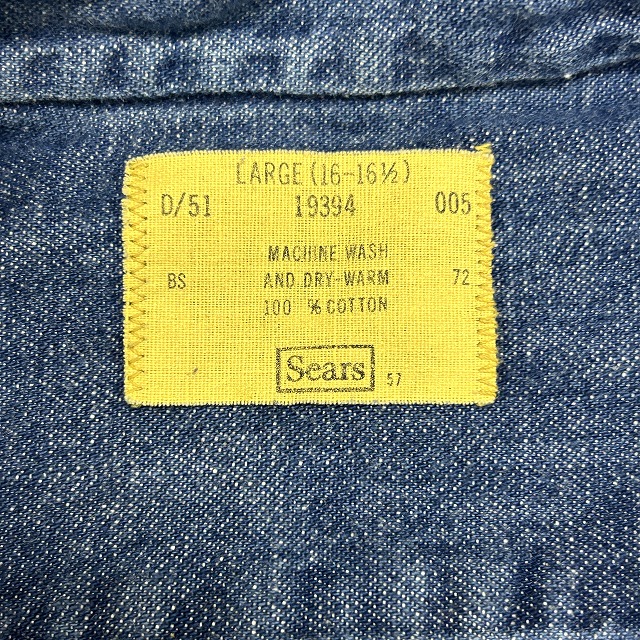 LARGE (16-16½)
D/51 19394 005
MACHINE WASH
BS AND DRY-WARM 72
100 % COTTON
Sears 57